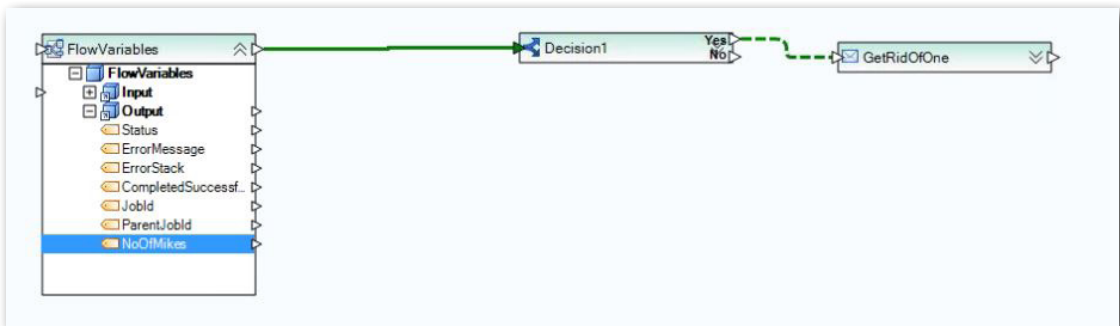 FlowVariables
FlowVariables
Input
Output
Status
ErrorMessage
ErrorStack
CompletedSuccessf...
JobId
ParentJobId
NoOfMikes
Decision1
Yes
No
GetRidOfOne